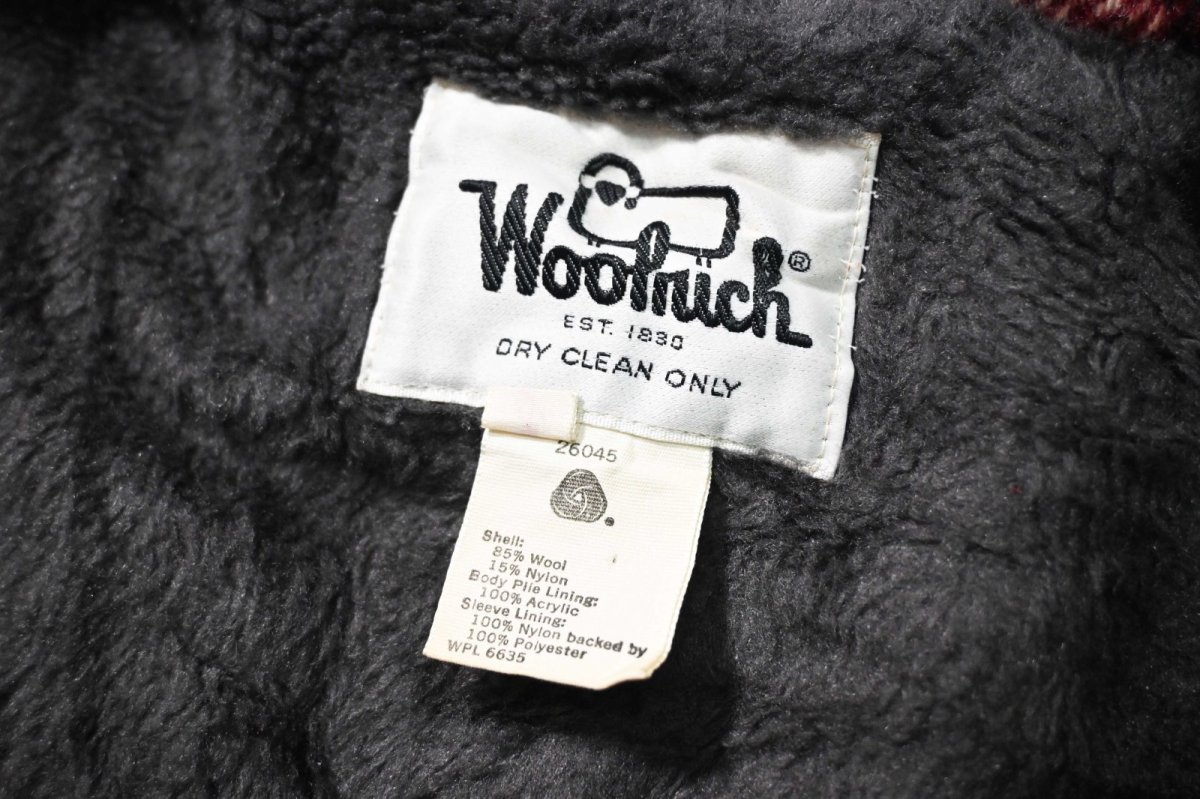 Woolrich®
EST. 1830
DRY CLEAN ONLY
26045
Shell:
85% Wool
15% Nylon
Body Pile Lining:
100% Acrylic
Sleeve Lining:
100% Nylon backed by
100% Polyester
WPL 6635